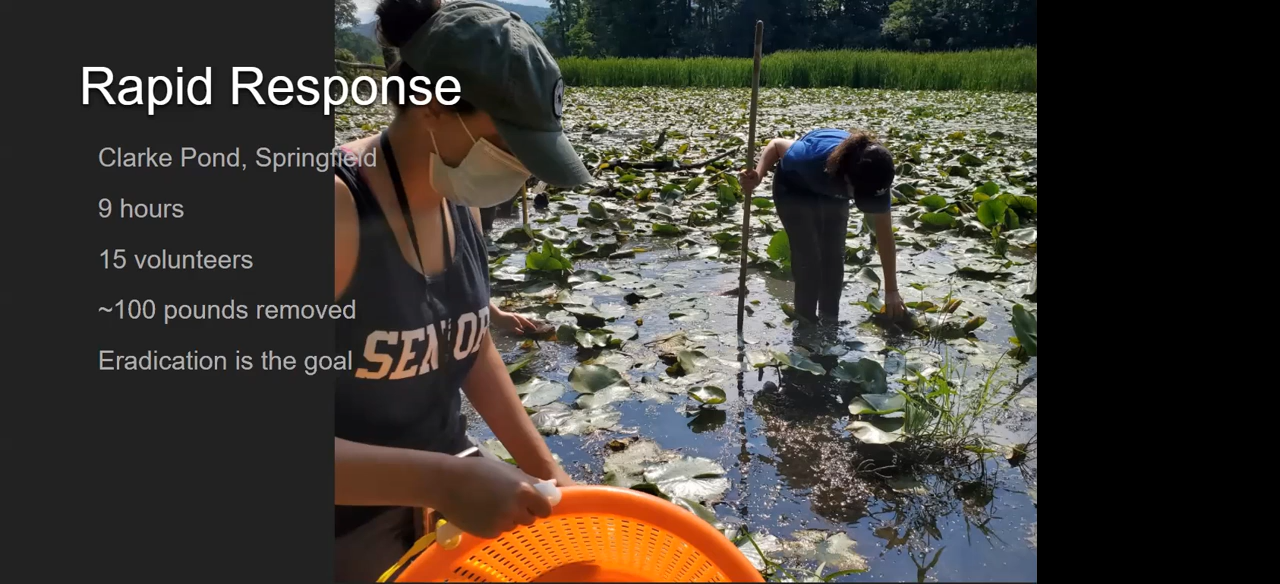 Rapid Response
Clarke Pond, Springfield
9 hours
15 volunteers
~100 pounds removed
Eradication is the goal
SENIOR